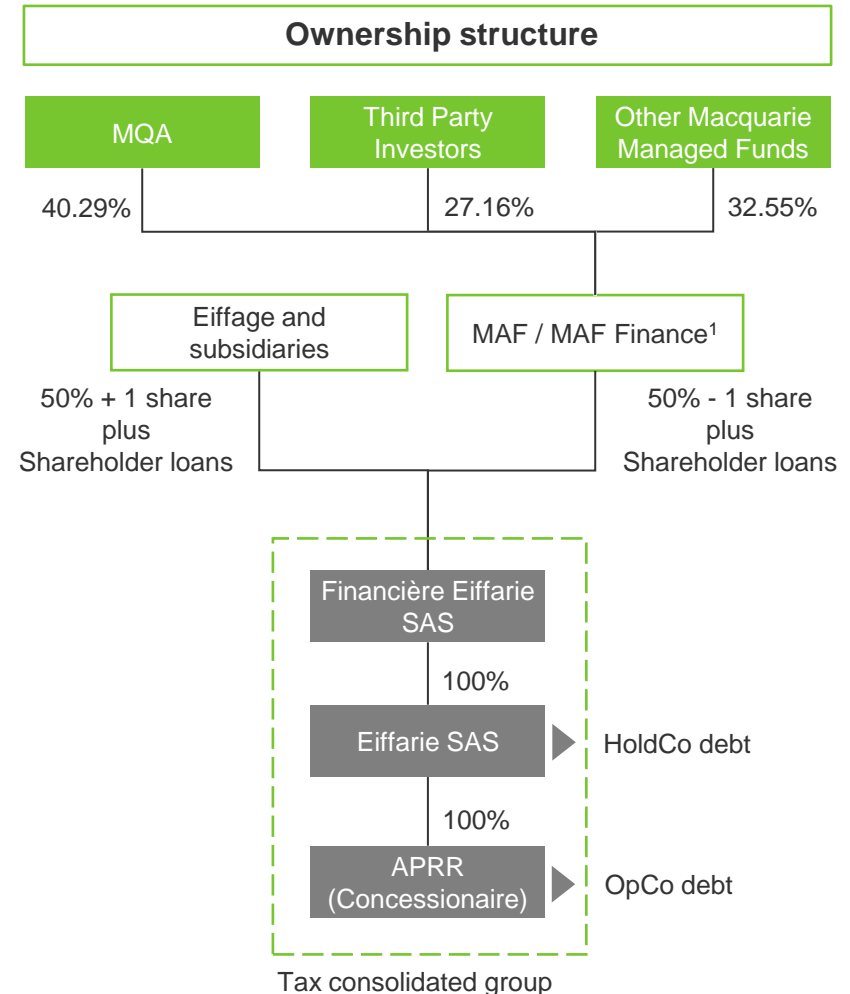 Ownership structure
MQA
Third Party
Investors
Other Macquarie
Managed Funds
40.29%
27.16%
32.55%
Eiffage and
subsidiaries
MAF / MAF Finance¹
50% + 1 share
plus
Shareholder loans
50% - 1 share
plus
Shareholder loans
Financière Eiffarie
SAS
100%
Eiffarie SAS
HoldCo debt
100%
APRR
(Concessionaire)
OpCo debt
Tax consolidated group